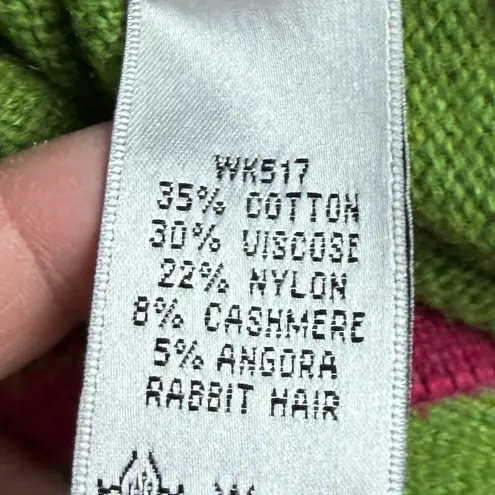 WK517
35% COTTON
30% VISCOSE
22% NYLON
8% CASHMERE
5% ANGORA
RABBIT HAIR